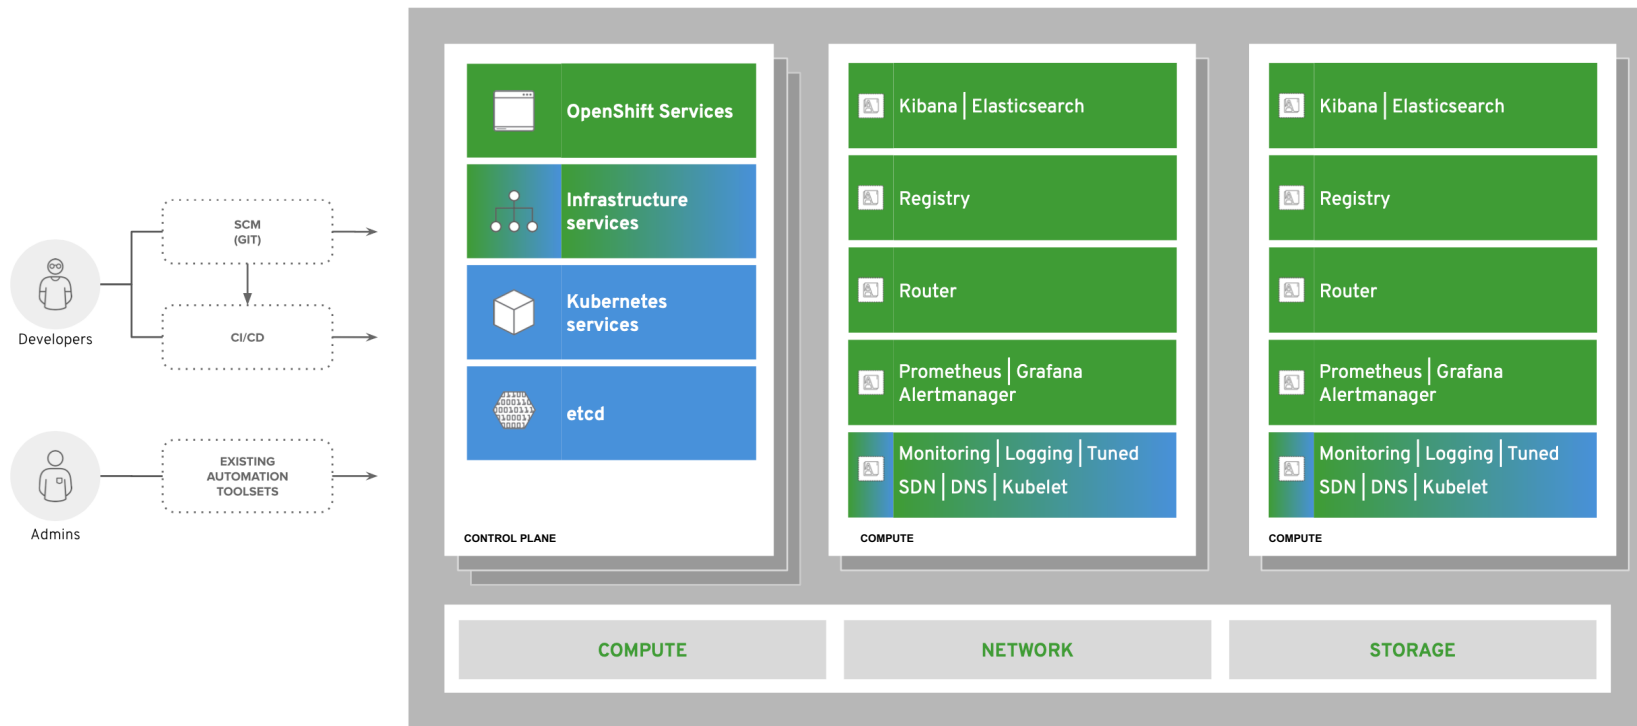 Developers
SCM
(GIT)
CI/CD
Admins
EXISTING
AUTOMATION
TOOLSETS
OpenShift Services
Infrastructure
services
Kubernetes
services
etcd
CONTROL PLANE
Kibana | Elasticsearch
Registry
Router
Prometheus | Grafana
Alertmanager
Monitoring | Logging | Tuned
SDN | DNS | Kubelet
COMPUTE
Kibana | Elasticsearch
Registry
Router
Prometheus | Grafana
Alertmanager
Monitoring | Logging | Tuned
SDN | DNS | Kubelet
COMPUTE
COMPUTE
NETWORK
STORAGE